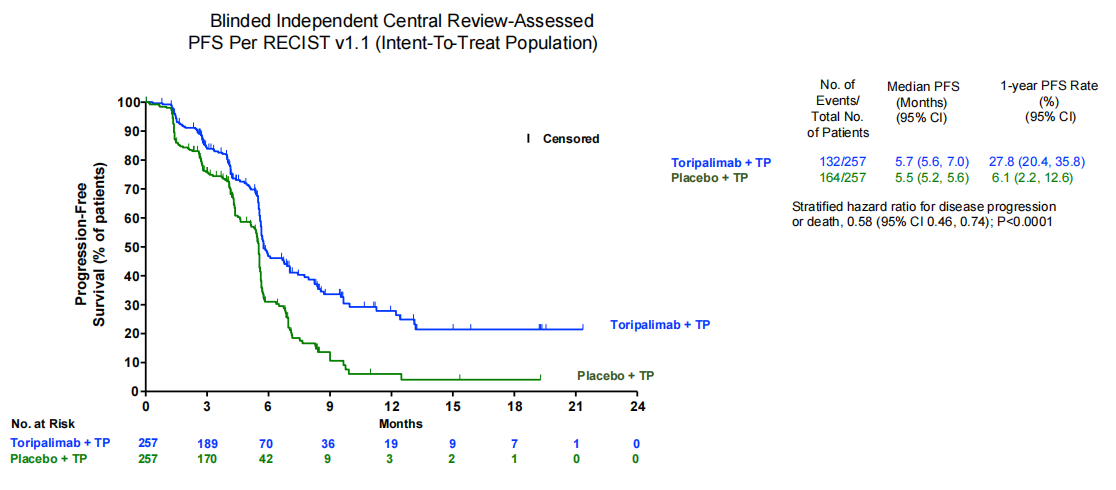 Blinded Independent Central Review-Assessed
PFS Per RECIST v1.1 (Intent-To-Treat Population)
No. of
Events/
Total No.
of Patients
Median PFS
(Months)
(95% CI)
1-year PFS Rate
(%)
(95% CI)
Toripalimab + TP 132/257 5.7 (5.6, 7.0) 27.8 (20.4, 35.8)
Placebo + TP 164/257 5.5 (5.2, 5.6) 6.1 (2.2, 12.6)
Stratified hazard ratio for disease progression
or death, 0.58 (95% CI 0.46, 0.74); P<0.0001
Progression-Free
Survival (% of patients)
100
90
80
70
60
50
40
30
20
10
0
I Censored
Toripalimab + TP
Placebo + TP
0 3 6 9 12 15 18 21 24
Months
No. at Risk
Toripalimab + TP 257 189 70 36 19 9 7 1 0
Placebo + TP 257 170 42 9 3 2 1 0 0